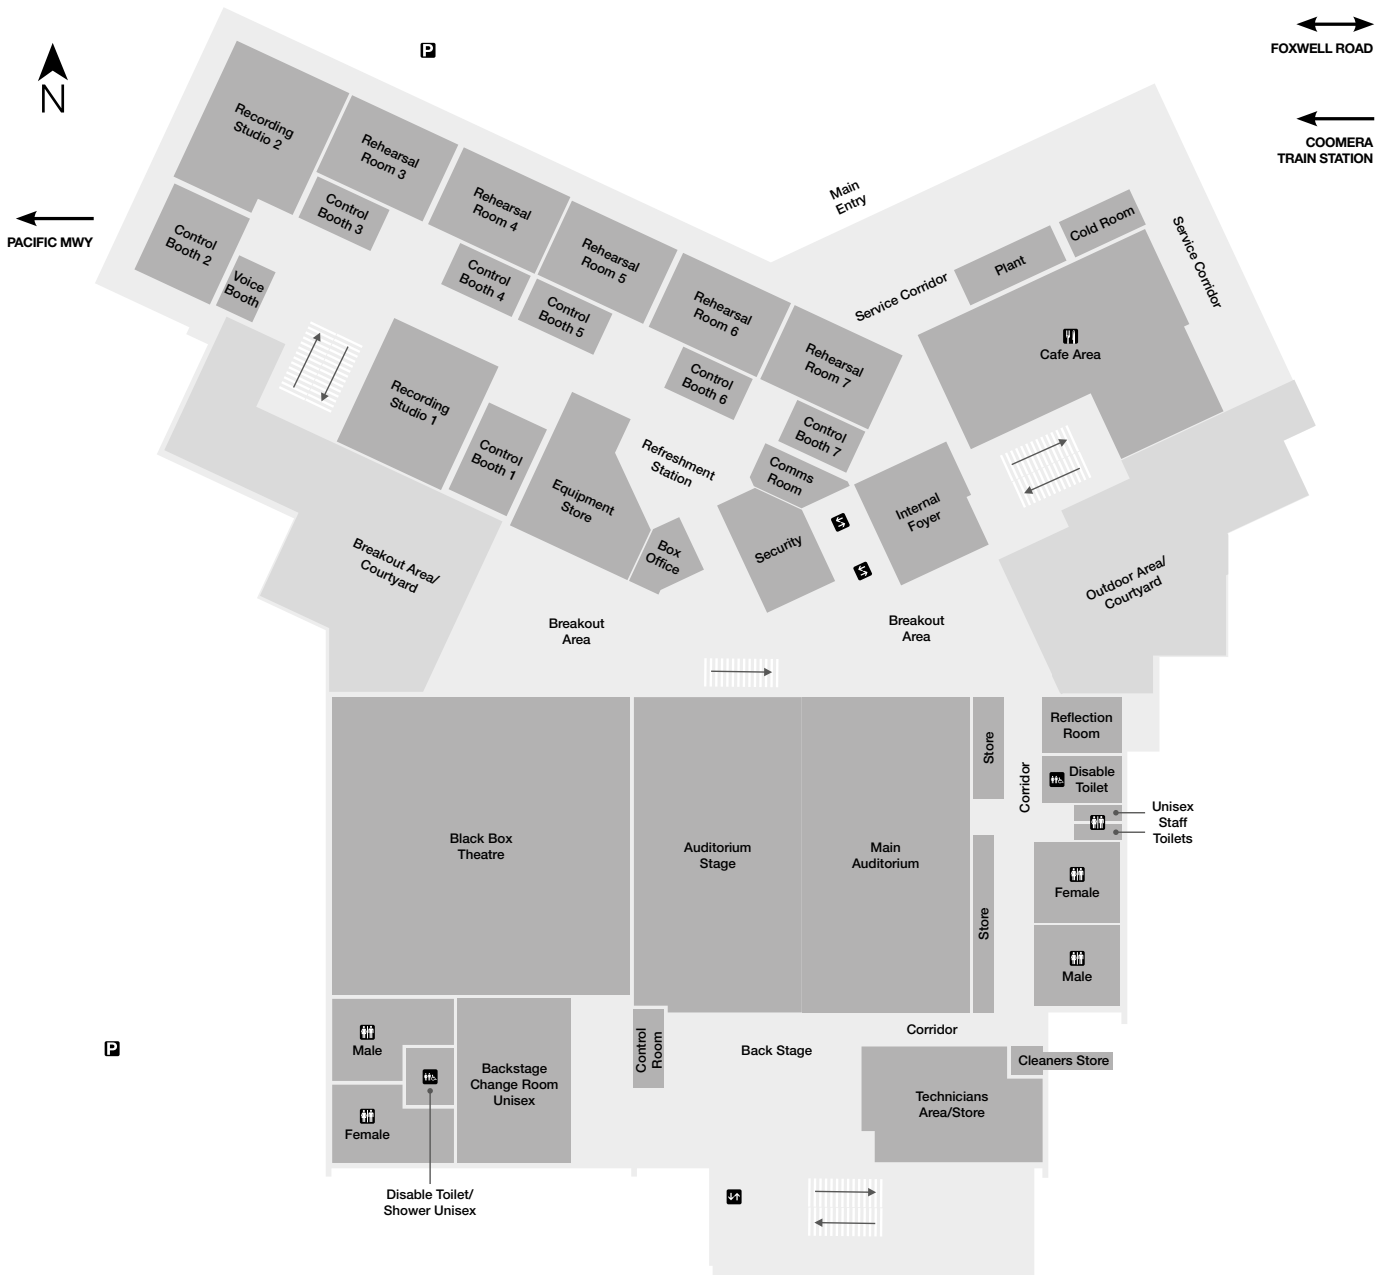 P
FOXWELL ROAD
N
COOMERA
TRAIN STATION
PACIFIC MWY
Recording
Studio 2
Rehearsal
Room 3
Rehearsal
Room 4
Rehearsal
Room 5
Rehearsal
Room 6
Rehearsal
Room 7
Main
Entry
Service Corridor
Plant
Cold Room
Service Corridor
Cafe Area
Control
Booth 2
Voice
Booth
Control
Booth 3
Control
Booth 4
Control
Booth 5
Control
Booth 6
Control
Booth 7
Recording
Studio 1
Control
Booth 1
Equipment
Store
Refreshment
Station
Box
Office
Comms
Room
Security
Internal
Foyer
Breakout Area/
Courtyard
Outdoor Area/
Courtyard
Breakout
Area
Breakout
Area
Black Box
Theatre
Auditorium
Stage
Main
Auditorium
Store
Store
Corridor
Reflection
Room
Disable
Toilet
Unisex
Staff
Toilets
Female
Male
Male
Female
Backstage
Change Room
Unisex
Control
Room
Back Stage
Corridor
Cleaners Store
Technicians
Area/Store
P
Disable Toilet/
Shower Unisex